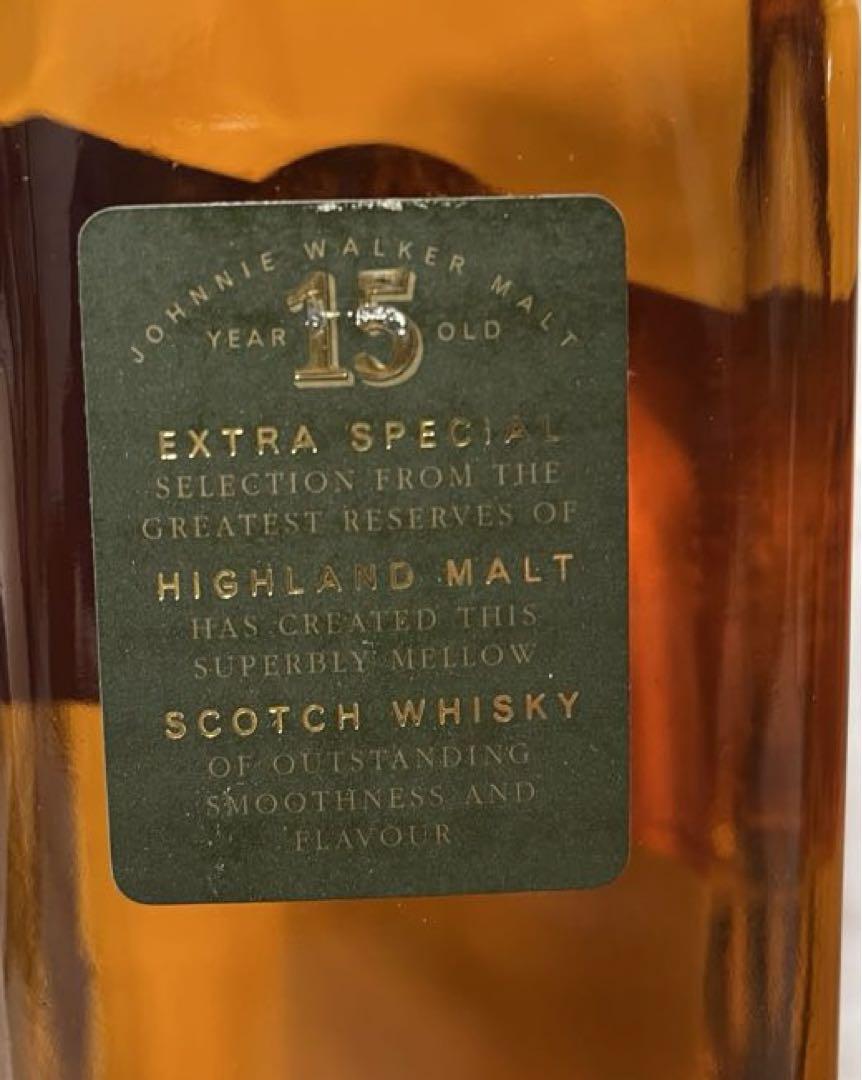 JOHNNIE WALKER MALT
YEAR 15 OLD
EXTRA SPECIAL
SELECTION FROM THE
GREATEST RESERVES OF
HIGHLAND MALT
HAS CREATED THIS
SUPERBLY MELLOW
SCOTCH WHISKY
OF OUTSTANDING
SMOOTHNESS AND
FLAVOUR